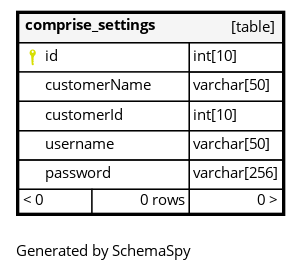 comprise_settings [table]
id int[10]
customerName varchar[50]
customerId int[10]
username varchar[50]
password varchar[256]
< 0 0 rows 0 >
Generated by SchemaSpy